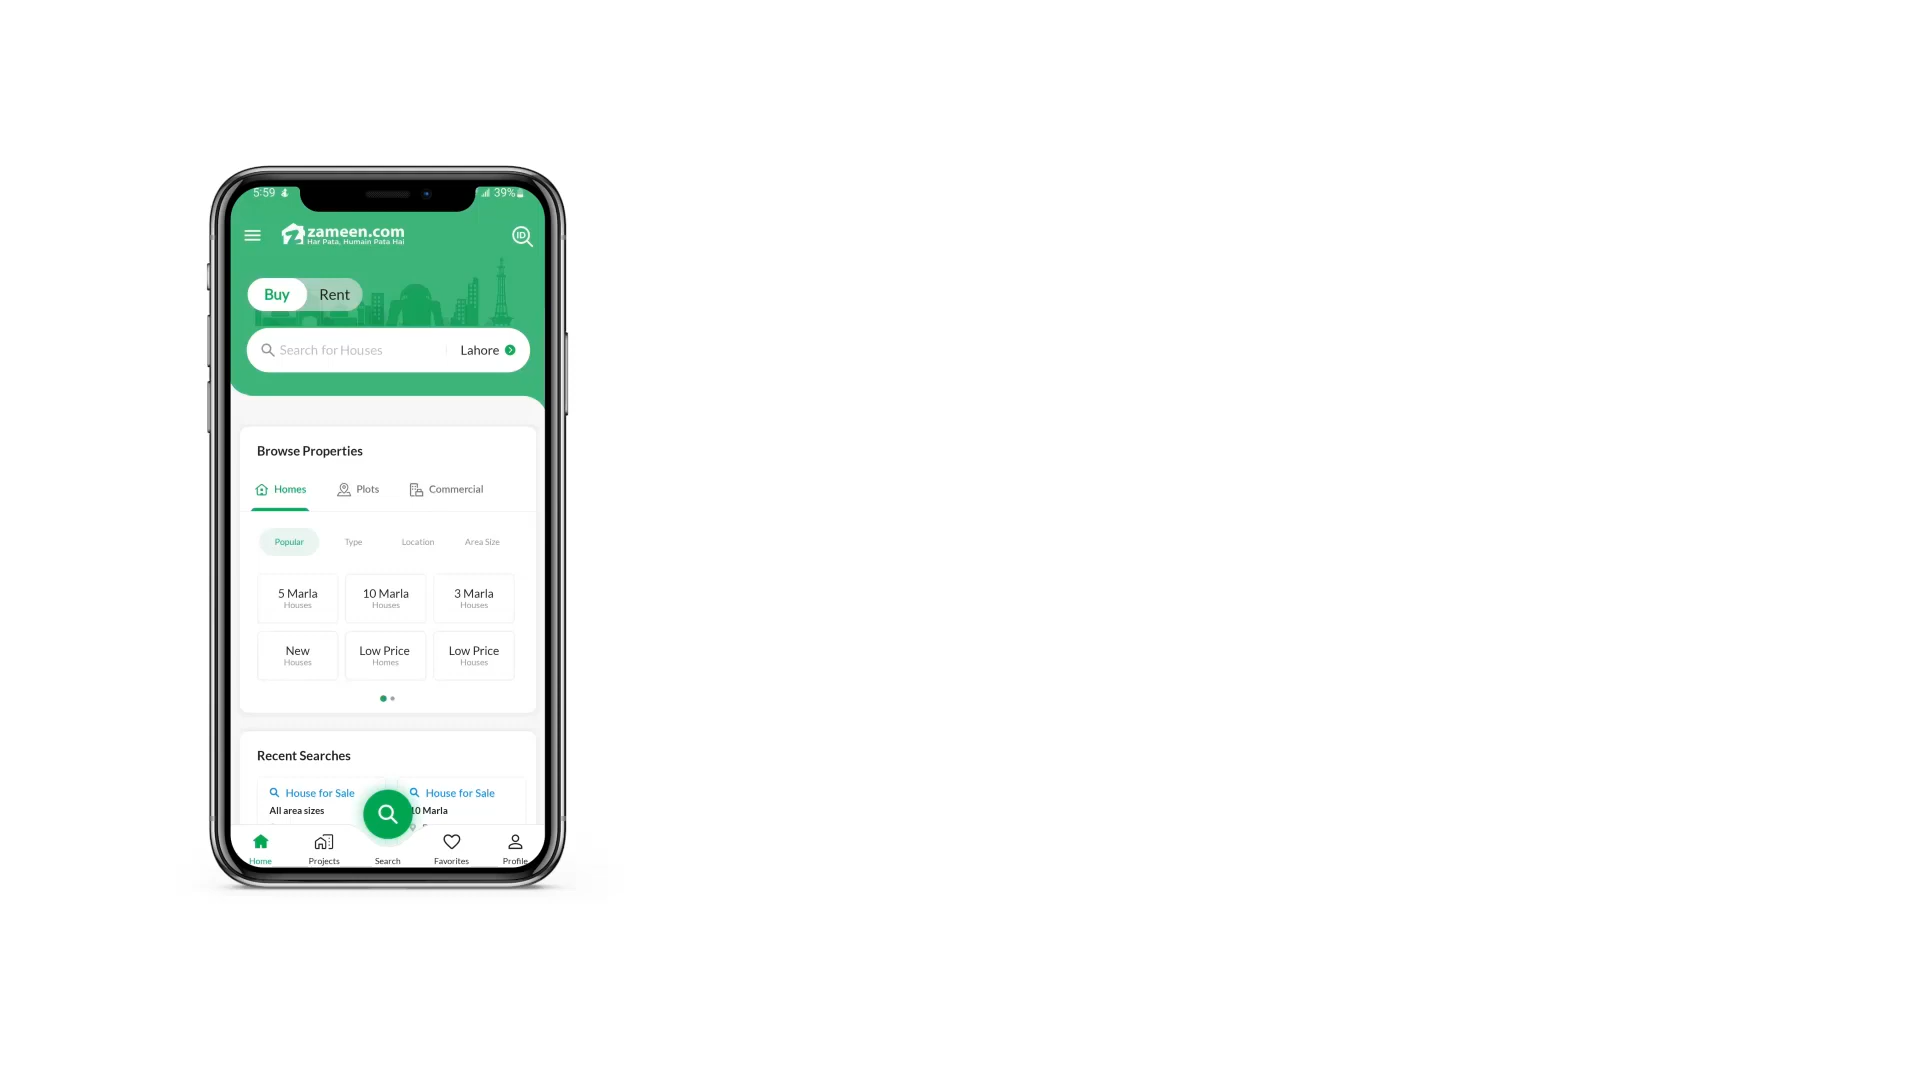 5:59 39%
zameen.com
Har Pata, Humain Pata Hai
ID
Buy Rent
Search for Houses Lahore
Browse Properties
Homes Plots Commercial
Popular Type Location Area Size
5 Marla 10 Marla 3 Marla
Houses Houses Houses
New Low Price Low Price
Houses Homes Houses
Recent Searches
House for Sale House for Sale
All area sizes 10 Marla
Home Projects Search Favorites Profile